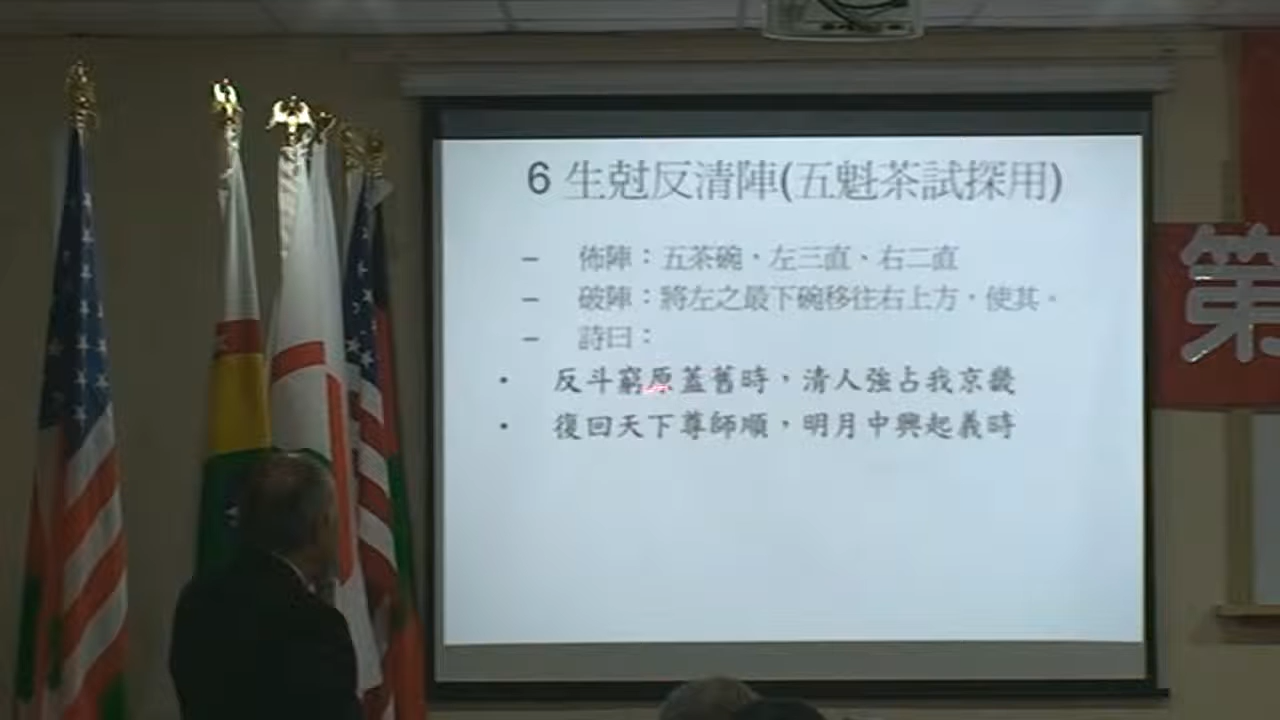 6 生尅反清陣(五魁茶試探用)
– 佈陣：五茶碗，左三直、右二直
– 破陣：將左之最下碗移往右上方，使其。
– 詩曰：
• 反斗窮原蓋舊時，清人強占我京畿
• 復回天下尊師順，明月中興起義時
第